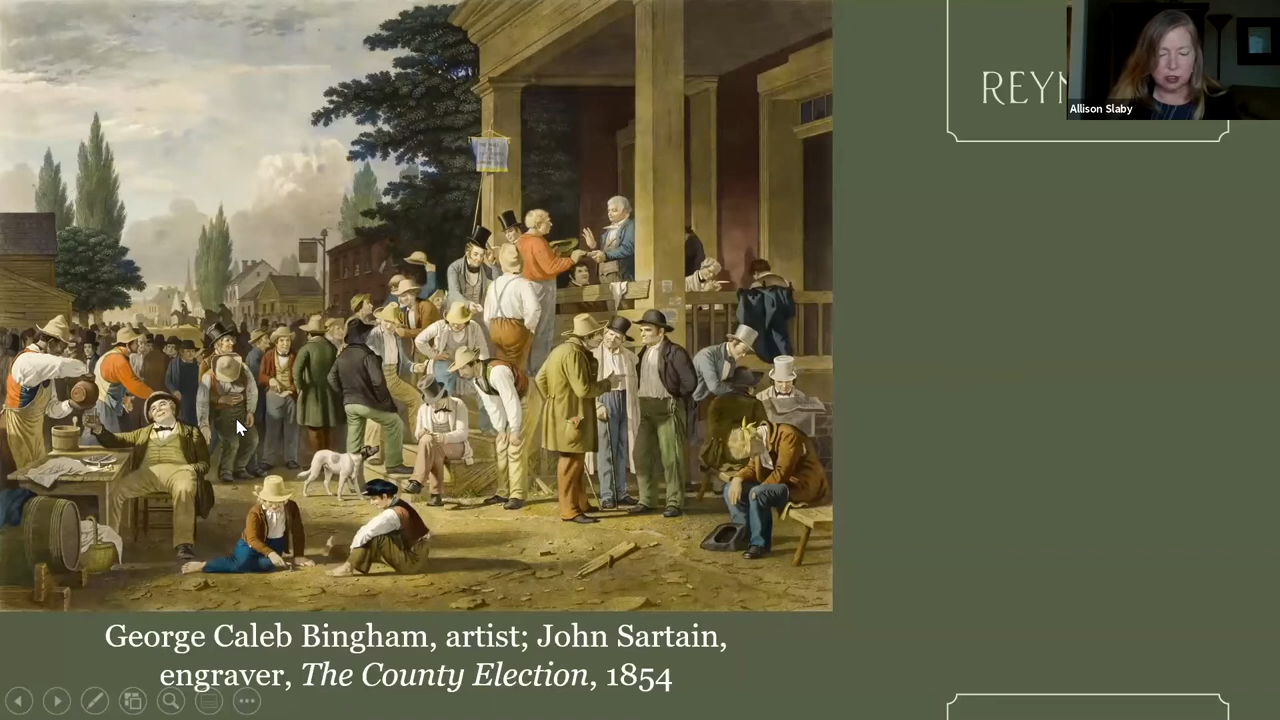 REYN
Allison Slaby
George Caleb Bingham, artist; John Sartain,
engraver, The County Election, 1854